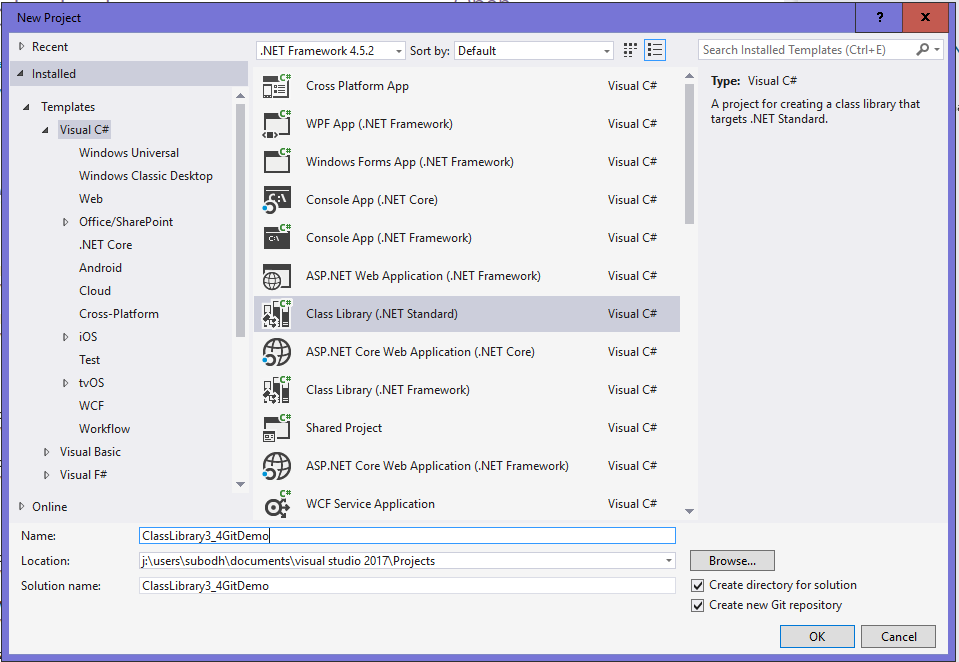 New Project
?
x
Recent
.NET Framework 4.5.2
Sort by:
Default
Search Installed Templates (Ctrl+E)
Installed
Templates
Visual C#
Windows Universal
Windows Classic Desktop
Web
Office/SharePoint
.NET Core
Android
Cloud
Cross-Platform
iOS
Test
tvOS
WCF
Workflow
Visual Basic
Visual F#
Online
Cross Platform App Visual C#
WPF App (.NET Framework) Visual C#
Windows Forms App (.NET Framework) Visual C#
Console App (.NET Core) Visual C#
Console App (.NET Framework) Visual C#
ASP.NET Web Application (.NET Framework) Visual C#
Class Library (.NET Standard) Visual C#
ASP.NET Core Web Application (.NET Core) Visual C#
Class Library (.NET Framework) Visual C#
Shared Project Visual C#
ASP.NET Core Web Application (.NET Framework) Visual C#
WCF Service Application Visual C#
Type: Visual C#
A project for creating a class library that
targets .NET Standard.
Name: ClassLibrary3_4GitDemo
Location: j:\users\subodh\documents\visual studio 2017\Projects
Browse...
Solution name: ClassLibrary3_4GitDemo
Create directory for solution
Create new Git repository
OK
Cancel